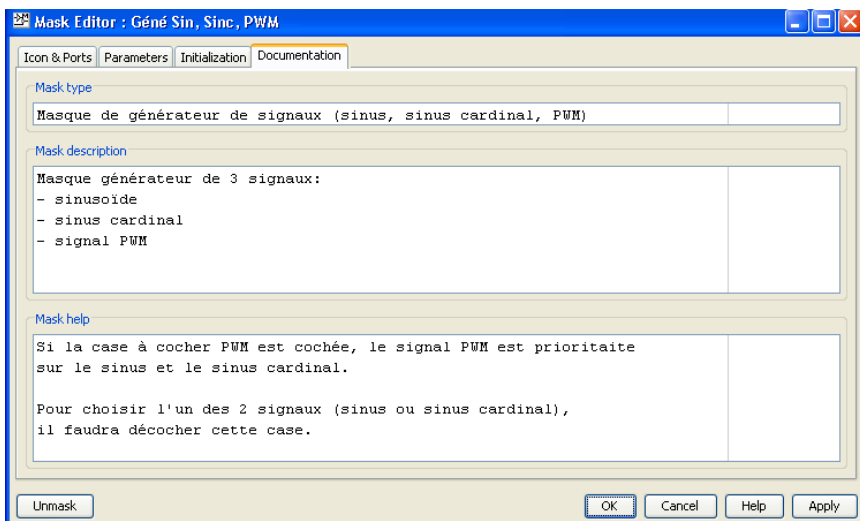 Mask Editor : Géné Sin, Sinc, PWM
Icon & Ports Parameters Initialization Documentation
Mask type
Masque de générateur de signaux (sinus, sinus cardinal, PWM)
Mask description
Masque générateur de 3 signaux:
- sinusoïde
- sinus cardinal
- signal PWM
Mask help
Si la case à cocher PWM est cochée, le signal PWM est prioritaite
sur le sinus et le sinus cardinal.
Pour choisir l'un des 2 signaux (sinus ou sinus cardinal),
il faudra décocher cette case.
Unmask OK Cancel Help Apply